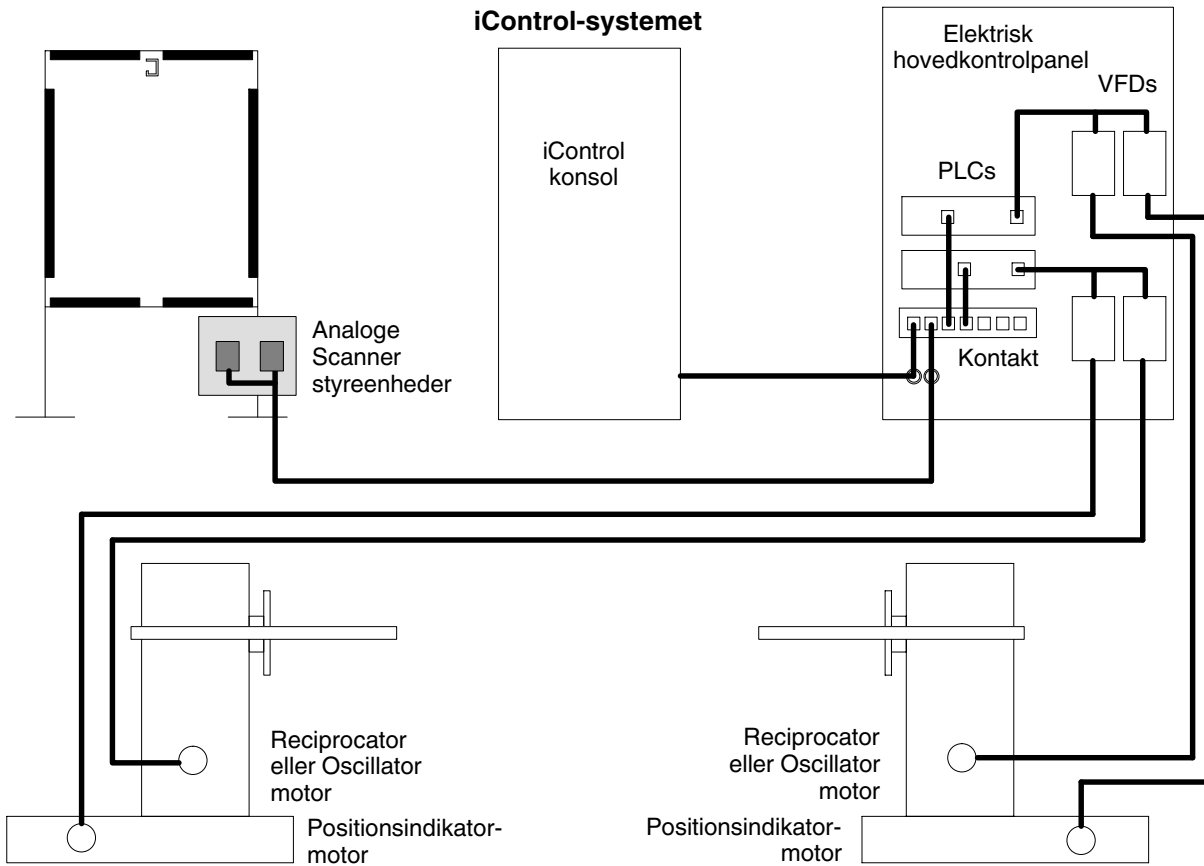 iControl-systemet
Elektrisk
hovedkontrolpanel
VFDs
iControl
konsol
PLCs
Analoge
Scanner
styreenheder
Kontakt
Reciprocator
eller Oscillator
motor
Positionsindikator-
motor
Reciprocator
eller Oscillator
motor
Positionsindikator-
motor